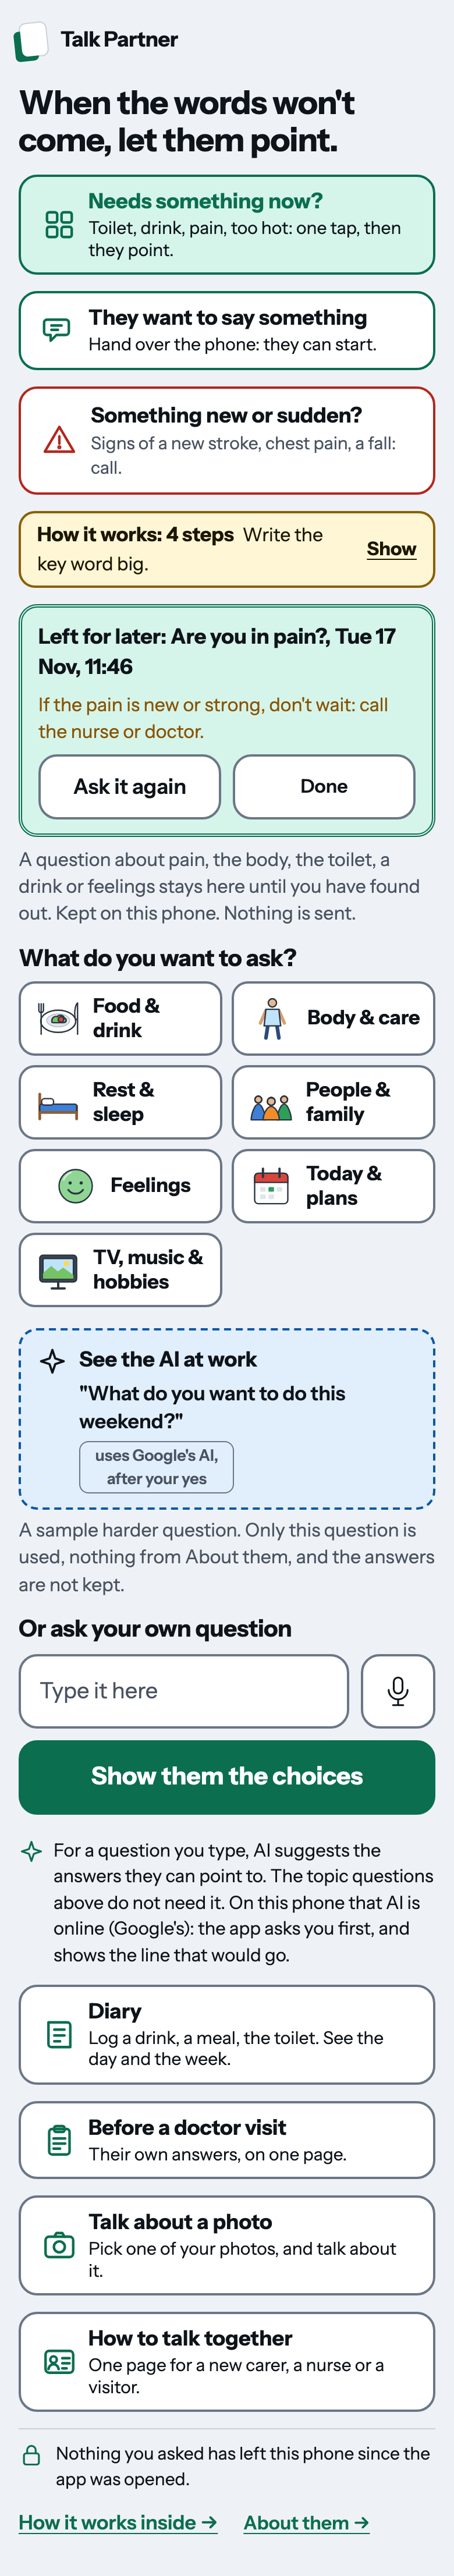 Talk Partner
When the words won't
come, let them point.
Needs something now?
Toilet, drink, pain, too hot: one tap, then
they point.
They want to say something
Hand over the phone: they can start.
Something new or sudden?
Signs of a new stroke, chest pain, a fall:
call.
How it works: 4 steps Write the
key word big.
Show
Left for later: Are you in pain?, Tue 17
Nov, 11:46
If the pain is new or strong, don't wait: call
the nurse or doctor.
Ask it again
Done
A question about pain, the body, the toilet, a
drink or feelings stays here until you have found
out. Kept on this phone. Nothing is sent.
What do you want to ask?
Food &
drink
Body & care
Rest &
sleep
People &
family
Feelings
Today &
plans
TV, music &
hobbies
See the AI at work
"What do you want to do this
weekend?"
uses Google's AI,
after your yes
A sample harder question. Only this question is
used, nothing from About them, and the answers
are not kept.
Or ask your own question
Type it here
Show them the choices
For a question you type, AI suggests the
answers they can point to. The topic questions
above do not need it. On this phone that AI is
online (Google's): the app asks you first, and
shows the line that would go.
Diary
Log a drink, a meal, the toilet. See the
day and the week.
Before a doctor visit
Their own answers, on one page.
Talk about a photo
Pick one of your photos, and talk about
it.
How to talk together
One page for a new carer, a nurse or a
visitor.
Nothing you asked has left this phone since the
app was opened.
How it works inside →
About them →